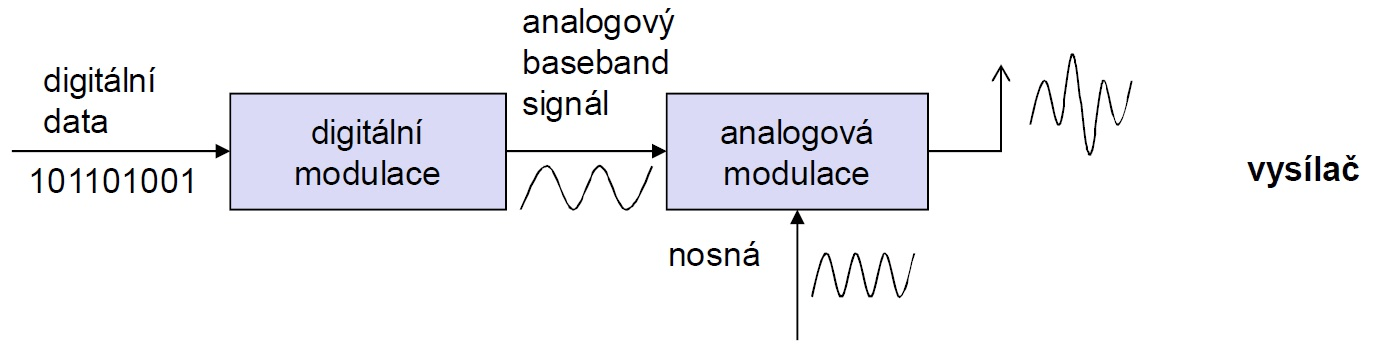 digitální
data
101101001
digitální
modulace
analogový
baseband
signál
analogová
modulace
nosná
vysílač